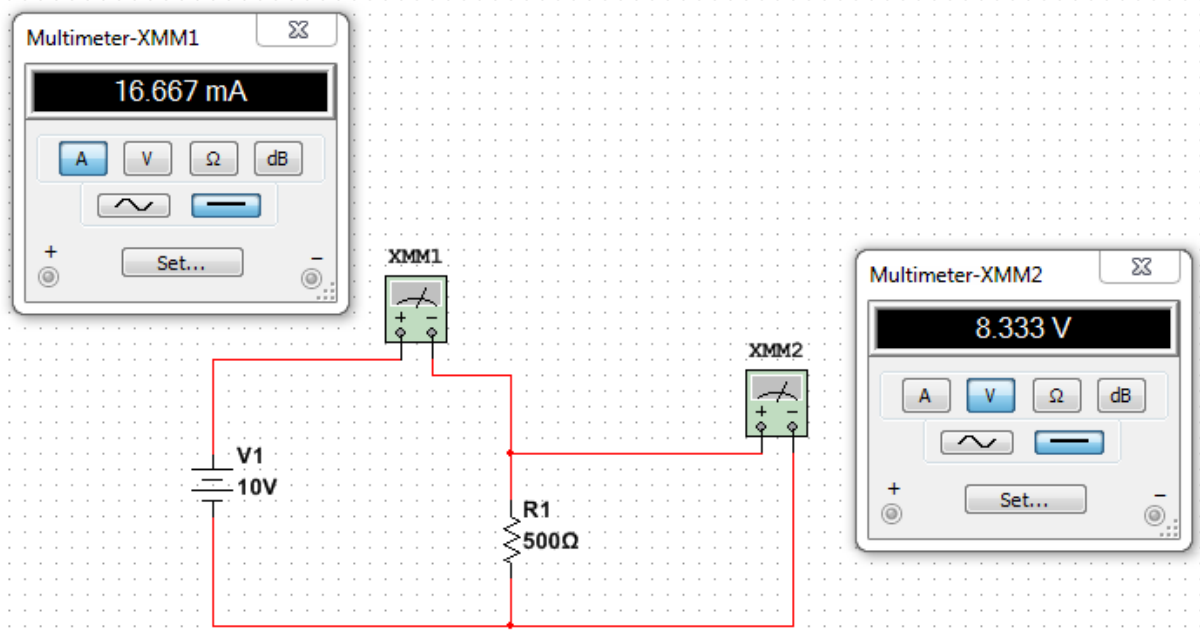 Multimeter-XMM1
16.667 mA
A V Ω dB
+ Set... −
XMM1
+ −
Multimeter-XMM2
8.333 V
A V Ω dB
+ Set... −
XMM2
+ −
V1
10V
R1
500Ω